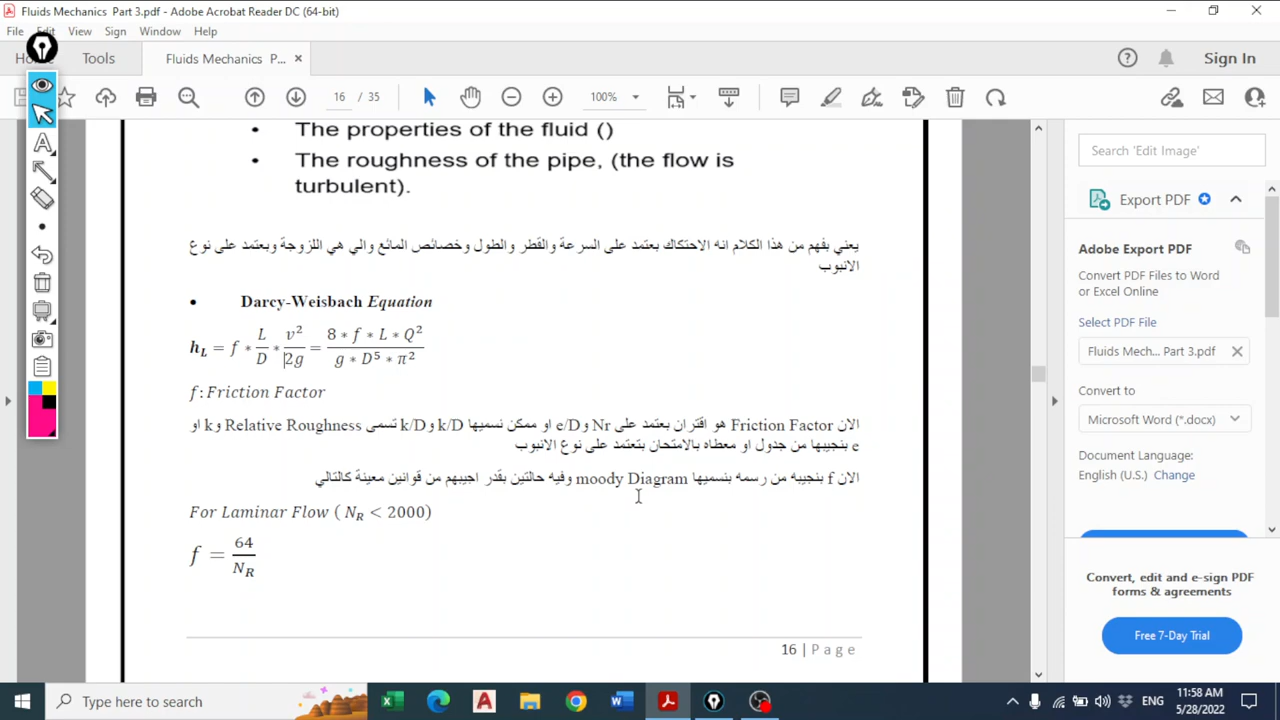 Fluids Mechanics Part 3.pdf - Adobe Acrobat Reader DC (64-bit)
File Edit View Sign Window Help
Tools
Fluids Mechanics P... ×
Sign In
16 / 35
100%
• The properties of the fluid ()
• The roughness of the pipe, (the flow is
turbulent).
يعني بفهم من هذا الكلام انه الاحتكاك يعتمد على السرعة والقطر والطول وخصائص المائع والي هي اللزوجة وبعتمد على نوع
الانبوب
• Darcy-Weisbach Equation
h_L = f * L/D * v²/2g = (8 * f * L * Q²)/(g * D⁵ * π²)
f: Friction Factor
الان Friction Factor هو اقتران بعتمد على Nr و e/D او ممكن نسميها k/D و k/D تسمى Relative Roughness و k او
e بنجيبها من جدول او معطاه بالامتحان بتعتمد على نوع الانبوب
الان f بنجيبه من رسمه بنسميها moody Diagram وفيه حالتين بقدر اجيبهم من قوانين معينة كالتالي
For Laminar Flow ( N_R < 2000)
f = 64/N_R
16 | Page
Search 'Edit Image'
Export PDF
Adobe Export PDF
Convert PDF Files to Word
or Excel Online
Select PDF File
Fluids Mech... Part 3.pdf ×
Convert to
Microsoft Word (*.docx)
Document Language:
English (U.S.) Change
Convert, edit and e-sign PDF
forms & agreements
Free 7-Day Trial
Type here to search
ENG
11:58 AM
5/28/2022